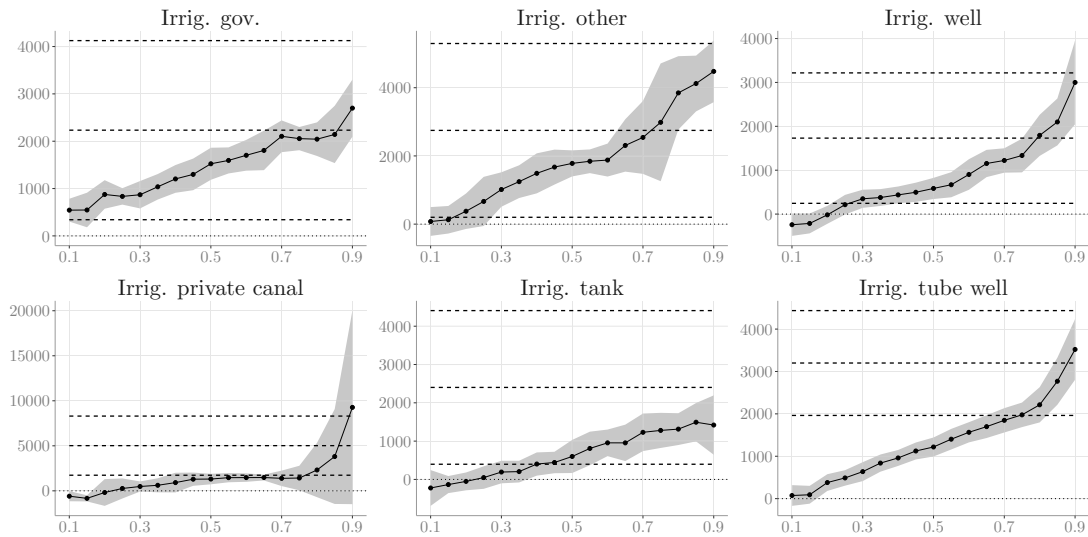 Irrig. gov.
4000
3000
2000
1000
0
0.1 0.3 0.5 0.7 0.9
Irrig. other
4000
2000
0
0.1 0.3 0.5 0.7 0.9
Irrig. well
4000
3000
2000
1000
0
0.1 0.3 0.5 0.7 0.9
Irrig. private canal
20000
15000
10000
5000
0
0.1 0.3 0.5 0.7 0.9
Irrig. tank
4000
3000
2000
1000
0
0.1 0.3 0.5 0.7 0.9
Irrig. tube well
4000
3000
2000
1000
0
0.1 0.3 0.5 0.7 0.9